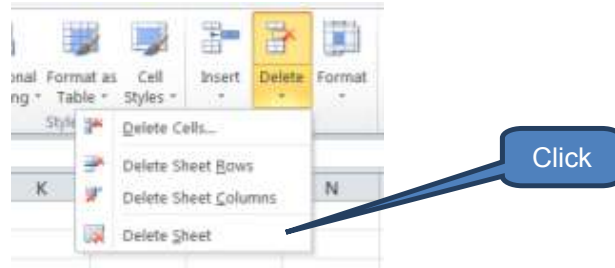 onal Format as Cell Insert Delete Format
ng Table Styles
Style
Delete Cells...
Delete Sheet Rows
Delete Sheet Columns
Delete Sheet
K N
Click